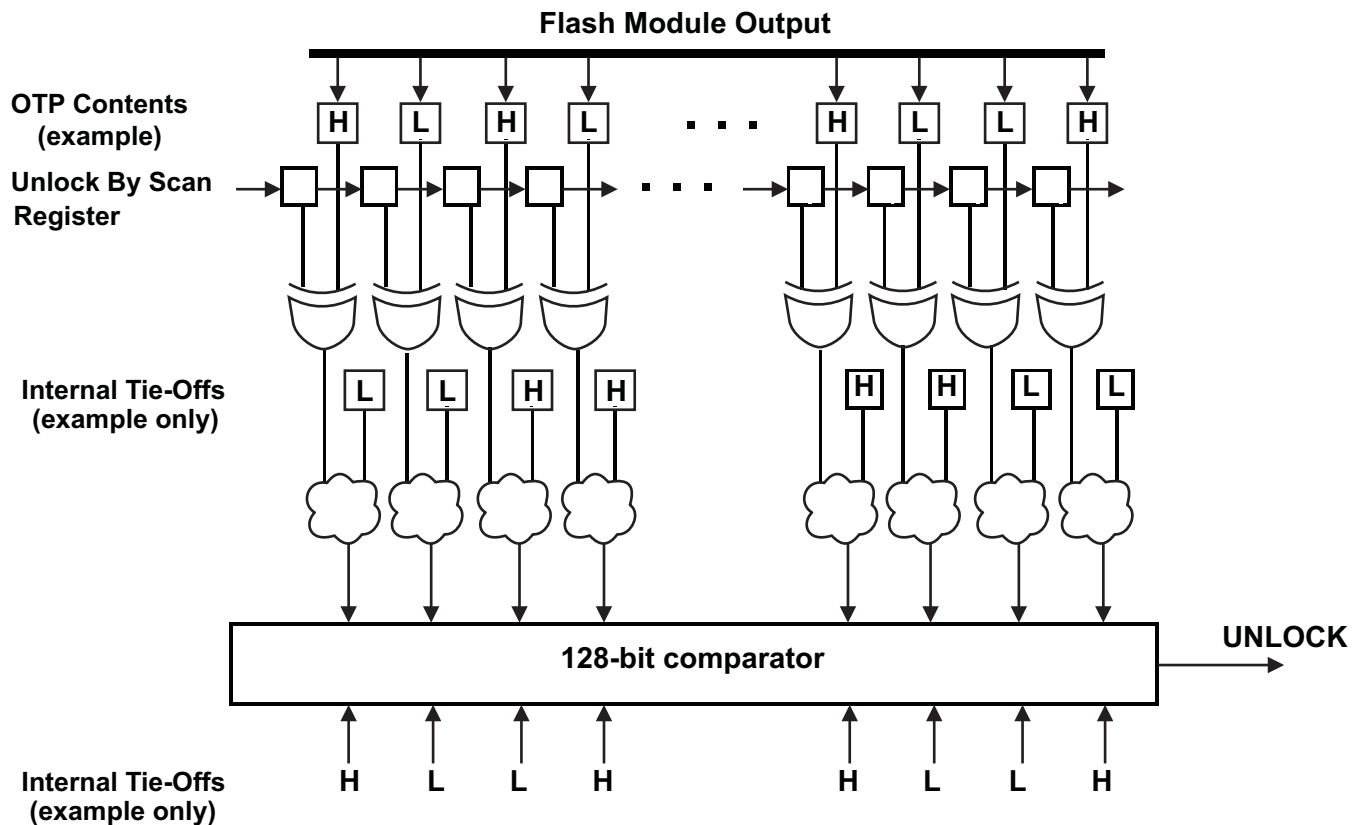 Flash Module Output
OTP Contents
(example)
H L H L . . . H L L H
Unlock By Scan
Register
. . .
Internal Tie-Offs
(example only)
L L H H H H L L
128-bit comparator
UNLOCK
Internal Tie-Offs
(example only)
H L L H H L L H